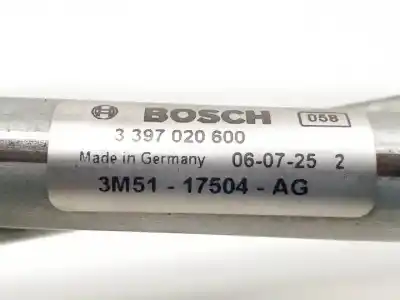 BOSCH 058
3 397 020 600
Made in Germany 06-07-25 2
3M51 - 17504 - AG